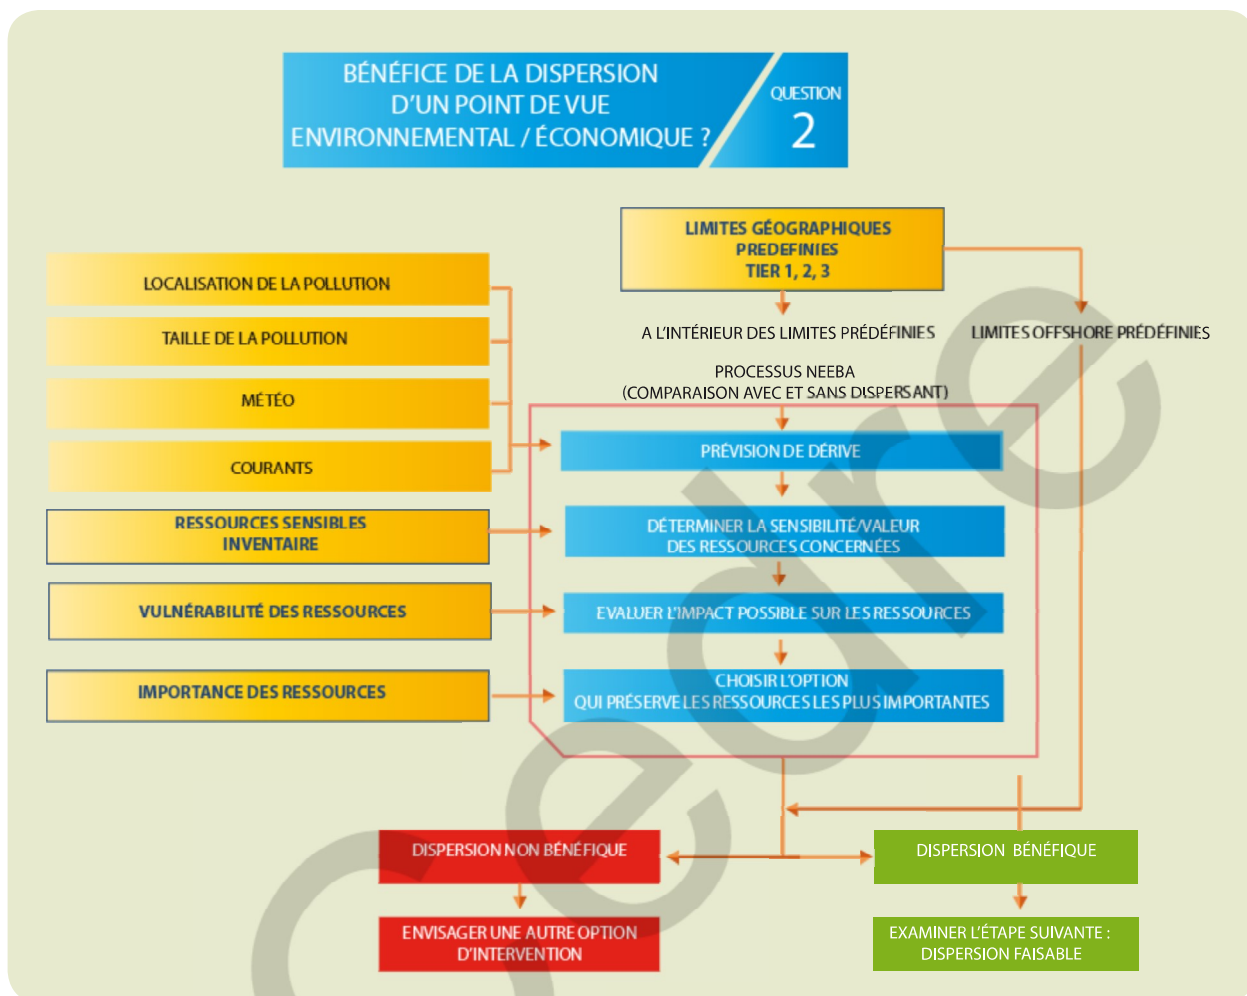 BÉNÉFICE DE LA DISPERSION
D'UN POINT DE VUE
ENVIRONNEMENTAL / ÉCONOMIQUE ?
QUESTION
2
LIMITES GÉOGRAPHIQUES
PREDEFINIES
TIER 1, 2, 3
LOCALISATION DE LA POLLUTION
TAILLE DE LA POLLUTION
MÉTÉO
COURANTS
RESSOURCES SENSIBLES
INVENTAIRE
VULNÉRABILITÉ DES RESSOURCES
IMPORTANCE DES RESSOURCES
A L'INTÉRIEUR DES LIMITES PRÉDÉFINIES
LIMITES OFFSHORE PRÉDÉFINIES
PROCESSUS NEEBA
(COMPARAISON AVEC ET SANS DISPERSANT)
PRÉVISION DE DÉRIVE
DÉTERMINER LA SENSIBILITÉ/VALEUR
DES RESSOURCES CONCERNÉES
EVALUER L'IMPACT POSSIBLE SUR LES RESSOURCES
CHOISIR L'OPTION
QUI PRÉSERVE LES RESSOURCES LES PLUS IMPORTANTES
DISPERSION NON BÉNÉFIQUE
DISPERSION BÉNÉFIQUE
ENVISAGER UNE AUTRE OPTION
D'INTERVENTION
EXAMINER L'ÉTAPE SUIVANTE :
DISPERSION FAISABLE
Cedre